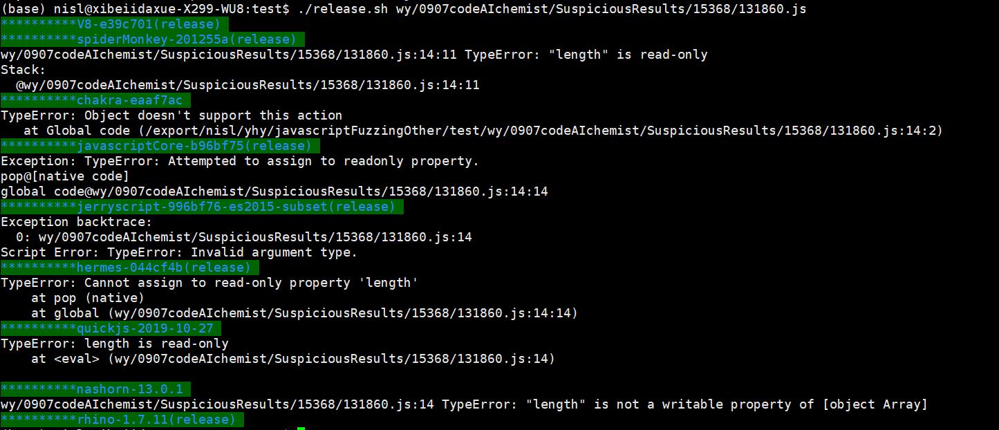 (base) nisl@xibeiidaxue-X299-WU8:test$ ./release.sh wy/0907codeAIchemist/SuspiciousResults/15368/131860.js
**********V8-e39c701(release)
**********spiderMonkey-201255a(release)
wy/0907codeAIchemist/SuspiciousResults/15368/131860.js:14:11 TypeError: "length" is read-only
Stack:
  @wy/0907codeAIchemist/SuspiciousResults/15368/131860.js:14:11
**********chakra-eaaf7ac
TypeError: Object doesn't support this action
   at Global code (/export/nisl/yhy/javascriptFuzzingOther/test/wy/0907codeAIchemist/SuspiciousResults/15368/131860.js:14:2)
**********javascriptCore-b96bf75(release)
Exception: TypeError: Attempted to assign to readonly property.
pop@[native code]
global code@wy/0907codeAIchemist/SuspiciousResults/15368/131860.js:14:14
**********jerryscript-996bf76-es2015-subset(release)
Exception backtrace:
  0: wy/0907codeAIchemist/SuspiciousResults/15368/131860.js:14
Script Error: TypeError: Invalid argument type.
**********hermes-044cf4b(release)
TypeError: Cannot assign to read-only property 'length'
    at pop (native)
    at global (wy/0907codeAIchemist/SuspiciousResults/15368/131860.js:14:14)
**********quickjs-2019-10-27
TypeError: length is read-only
    at <eval> (wy/0907codeAIchemist/SuspiciousResults/15368/131860.js:14)
**********nashorn-13.0.1
wy/0907codeAIchemist/SuspiciousResults/15368/131860.js:14 TypeError: "length" is not a writable property of [object Array]
**********rhino-1.7.11(release)